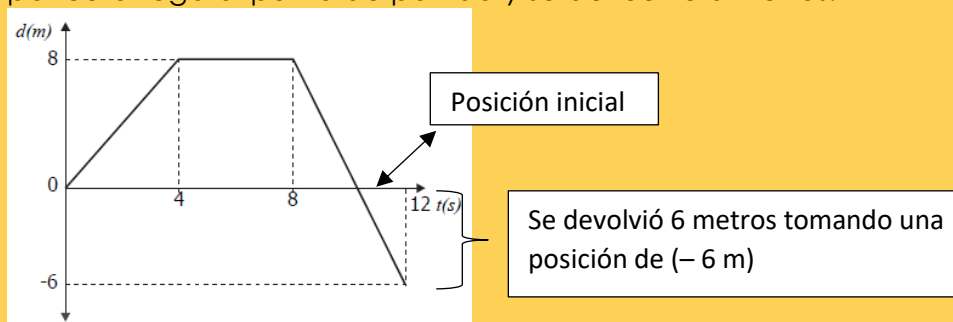 d(m)
8
Posición inicial
0
4
8
12 t(s)
Se devolvió 6 metros tomando una
posición de (– 6 m)
-6